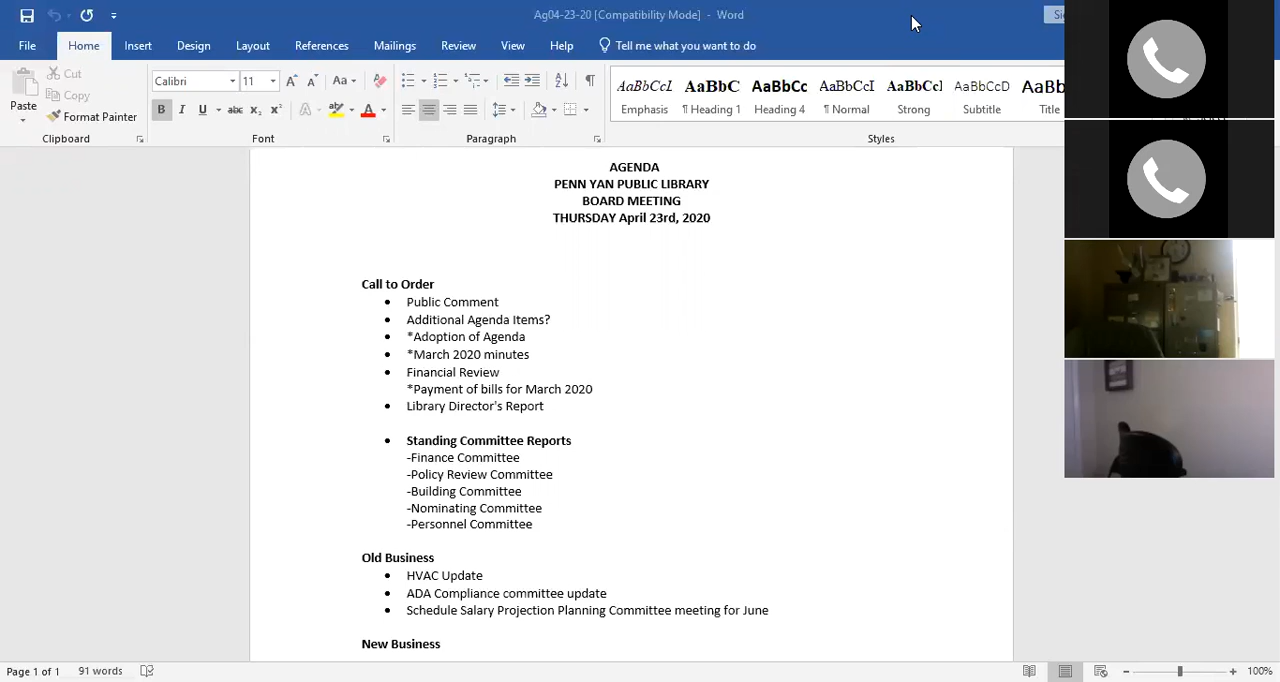 Ag04-23-20 [Compatibility Mode] - Word
File Home Insert Design Layout References Mailings Review View Help Tell me what you want to do
Paste
Cut
Copy
Format Painter
Clipboard
Calibri 11
Font
Paragraph
AaBbCcI AaBbC AaBbCc AaBbCcI AaBbCcI AaBbCcD AaBb
Emphasis ¶ Heading 1 Heading 4 ¶ Normal Strong Subtitle Title
Styles
AGENDA
PENN YAN PUBLIC LIBRARY
BOARD MEETING
THURSDAY April 23rd, 2020
Call to Order
• Public Comment
• Additional Agenda Items?
• *Adoption of Agenda
• *March 2020 minutes
• Financial Review
*Payment of bills for March 2020
• Library Director's Report
• Standing Committee Reports
-Finance Committee
-Policy Review Committee
-Building Committee
-Nominating Committee
-Personnel Committee
Old Business
• HVAC Update
• ADA Compliance committee update
• Schedule Salary Projection Planning Committee meeting for June
New Business
Page 1 of 1 91 words 100%